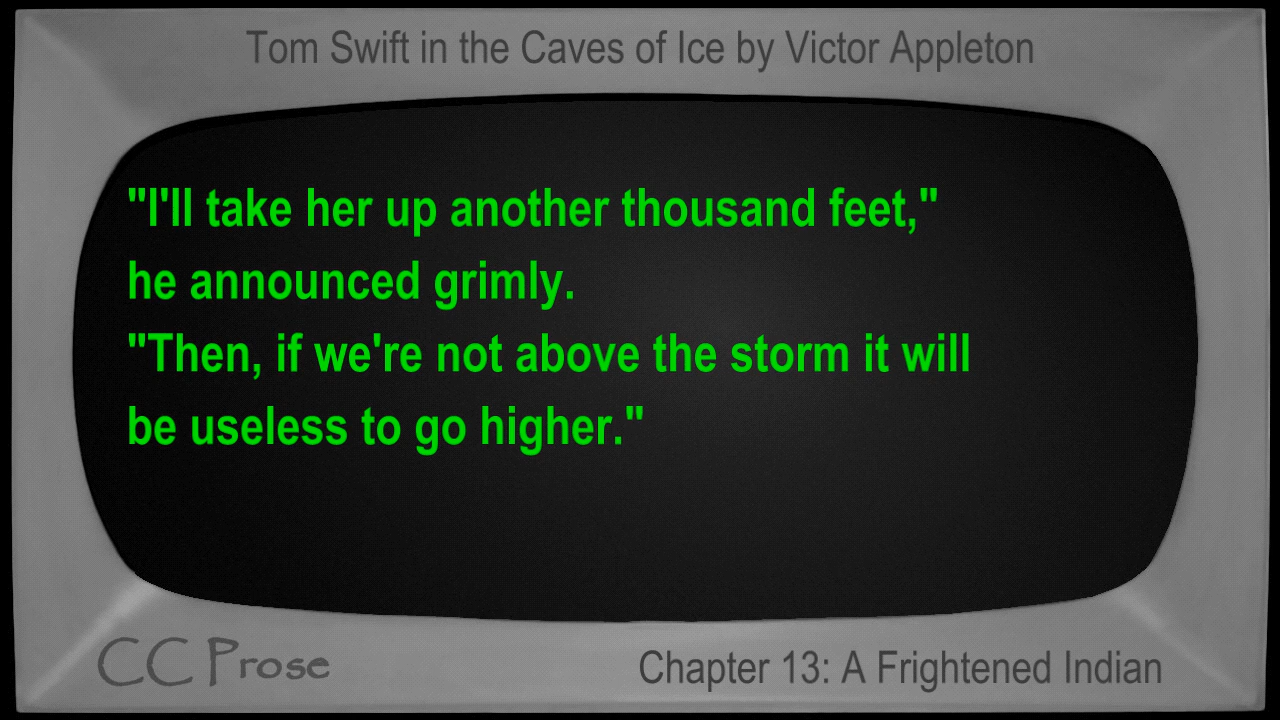 Tom Swift in the Caves of Ice by Victor Appleton
"I'll take her up another thousand feet,"
he announced grimly.
"Then, if we're not above the storm it will
be useless to go higher."
CC Prose
Chapter 13: A Frightened Indian